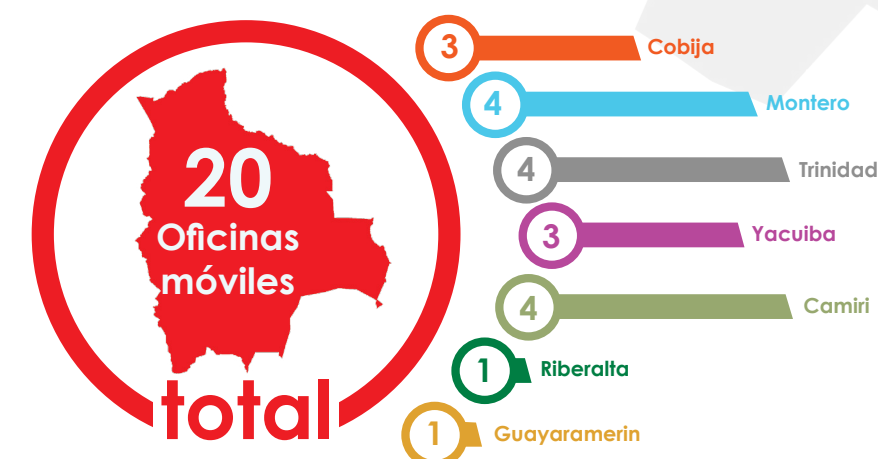 20
Oficinas
móviles
total
3 Cobija
4 Montero
4 Trinidad
3 Yacuiba
4 Camiri
1 Riberalta
1 Guayaramerin